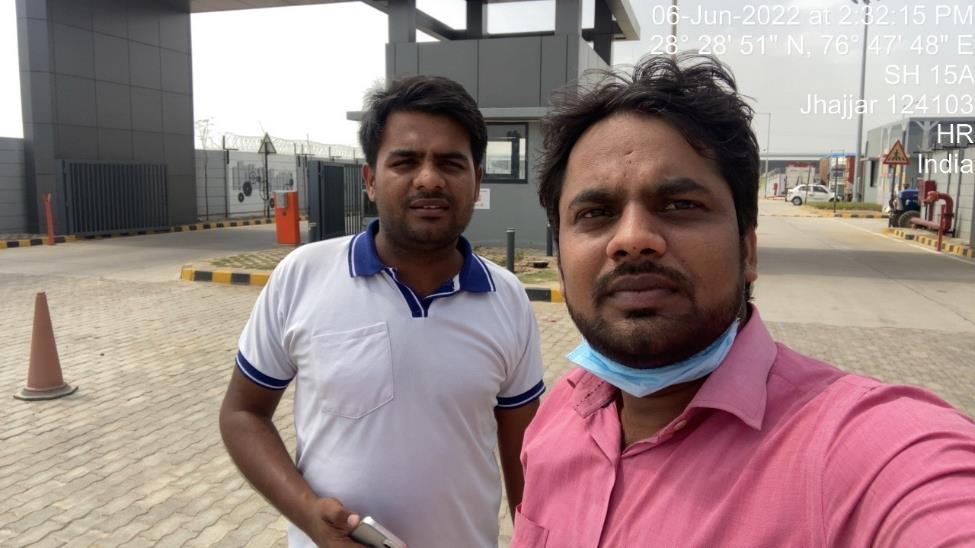 06-Jun-2022 at 2:32:15 PM
28° 28' 51" N, 76° 47' 48" E
SH 15A
Jhajjar 124103
HR
India